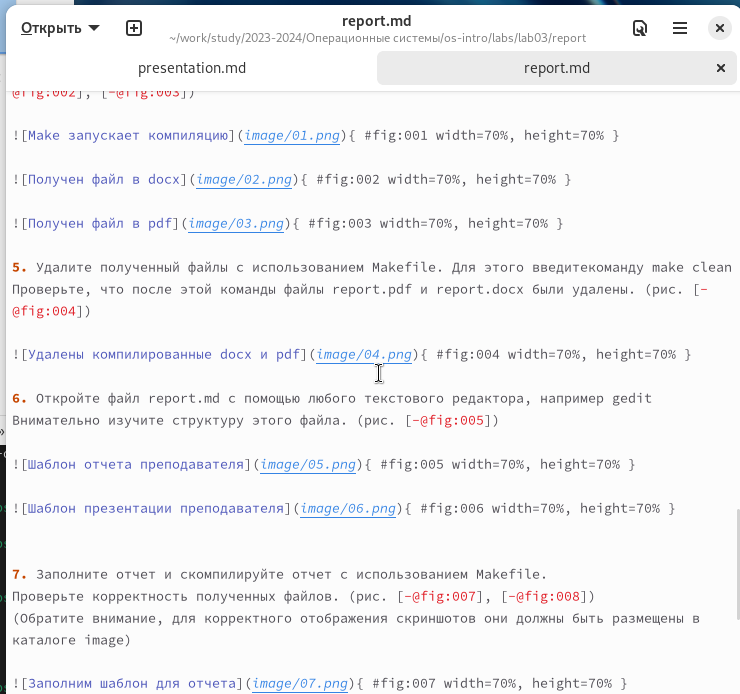 Открыть
report.md
~/work/study/2023-2024/Операционные системы/os-intro/labs/lab03/report
presentation.md
report.md
@fig:002], [-@fig:003])
![Make запускает компиляцию](image/01.png){ #fig:001 width=70%, height=70% }
![Получен файл в docx](image/02.png){ #fig:002 width=70%, height=70% }
![Получен файл в pdf](image/03.png){ #fig:003 width=70%, height=70% }
5. Удалите полученный файлы с использованием Makefile. Для этого введитекоманду make clean
Проверьте, что после этой команды файлы report.pdf и report.docx были удалены. (рис. [-
@fig:004])
![Удалены компилированные docx и pdf](image/04.png){ #fig:004 width=70%, height=70% }
6. Откройте файл report.md c помощью любого текстового редактора, например gedit
Внимательно изучите структуру этого файла. (рис. [-@fig:005])
![Шаблон отчета преподавателя](image/05.png){ #fig:005 width=70%, height=70% }
![Шаблон презентации преподавателя](image/06.png){ #fig:006 width=70%, height=70% }
7. Заполните отчет и скомпилируйте отчет с использованием Makefile.
Проверьте корректность полученных файлов. (рис. [-@fig:007], [-@fig:008])
(Обратите внимание, для корректного отображения скриншотов они должны быть размещены в
каталоге image)
![Заполним шаблон для отчета](image/07.png){ #fig:007 width=70%, height=70% }